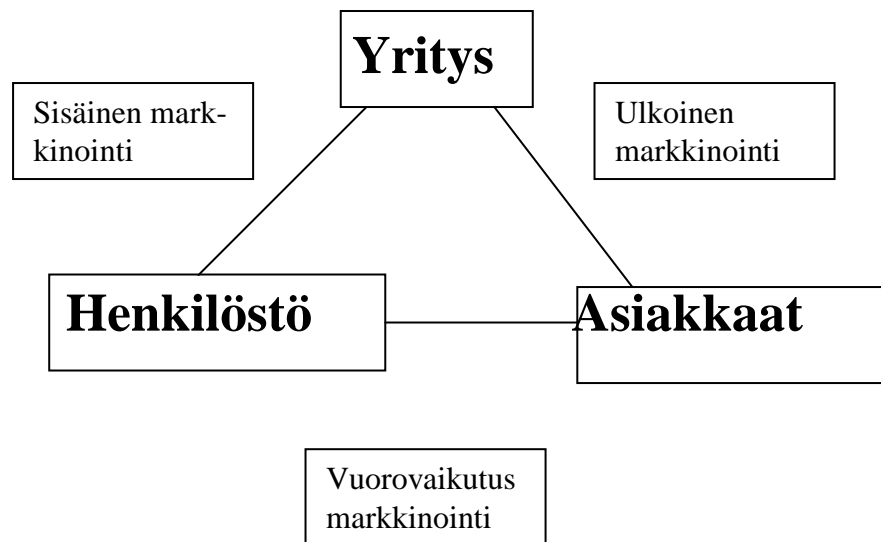 Yritys
Sisäinen mark-
kinointi
Ulkoinen
markkinointi
Henkilöstö
Asiakkaat
Vuorovaikutus
markkinointi